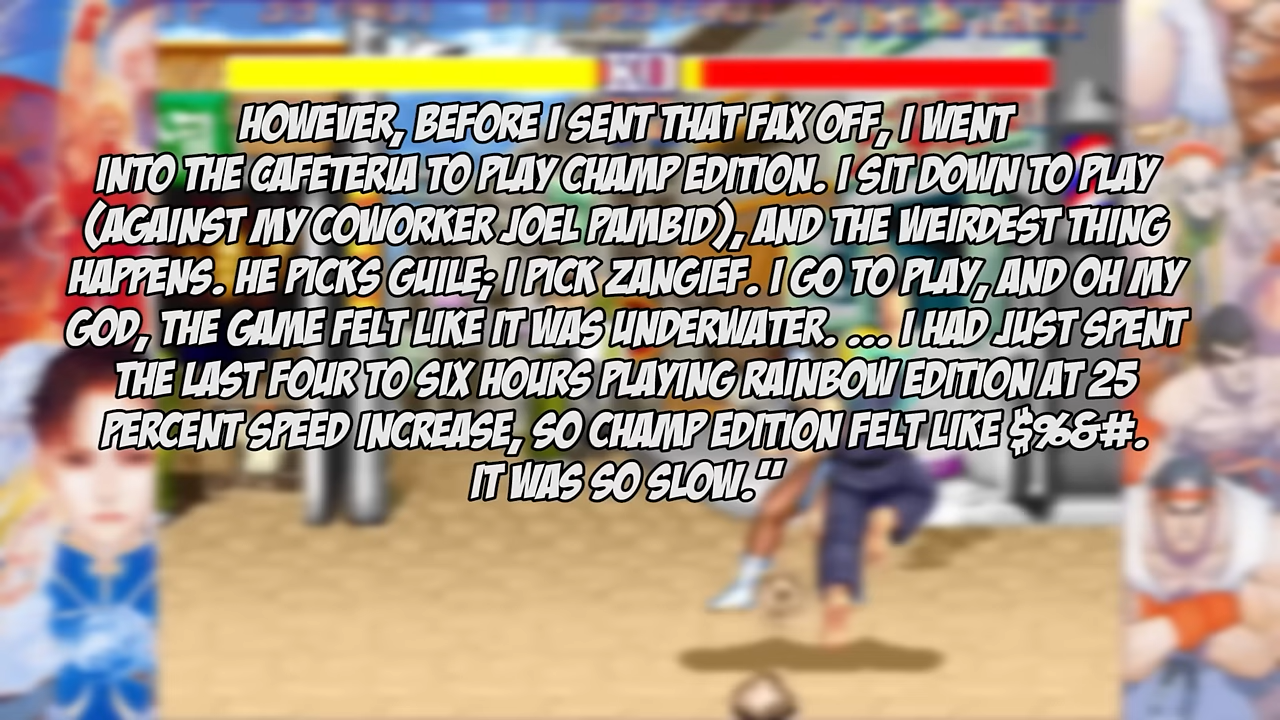 HOWEVER, BEFORE I SENT THAT FAX OFF, I WENT
INTO THE CAFETERIA TO PLAY CHAMP EDITION. I SIT DOWN TO PLAY
(AGAINST MY COWORKER JOEL PAMBID), AND THE WEIRDEST THING
HAPPENS. HE PICKS GUILE; I PICK ZANGIEF. I GO TO PLAY, AND OH MY
GOD, THE GAME FELT LIKE IT WAS UNDERWATER. ... I HAD JUST SPENT
THE LAST FOUR TO SIX HOURS PLAYING RAINBOW EDITION AT 25
PERCENT SPEED INCREASE, SO CHAMP EDITION FELT LIKE $%&#.
IT WAS SO SLOW.”